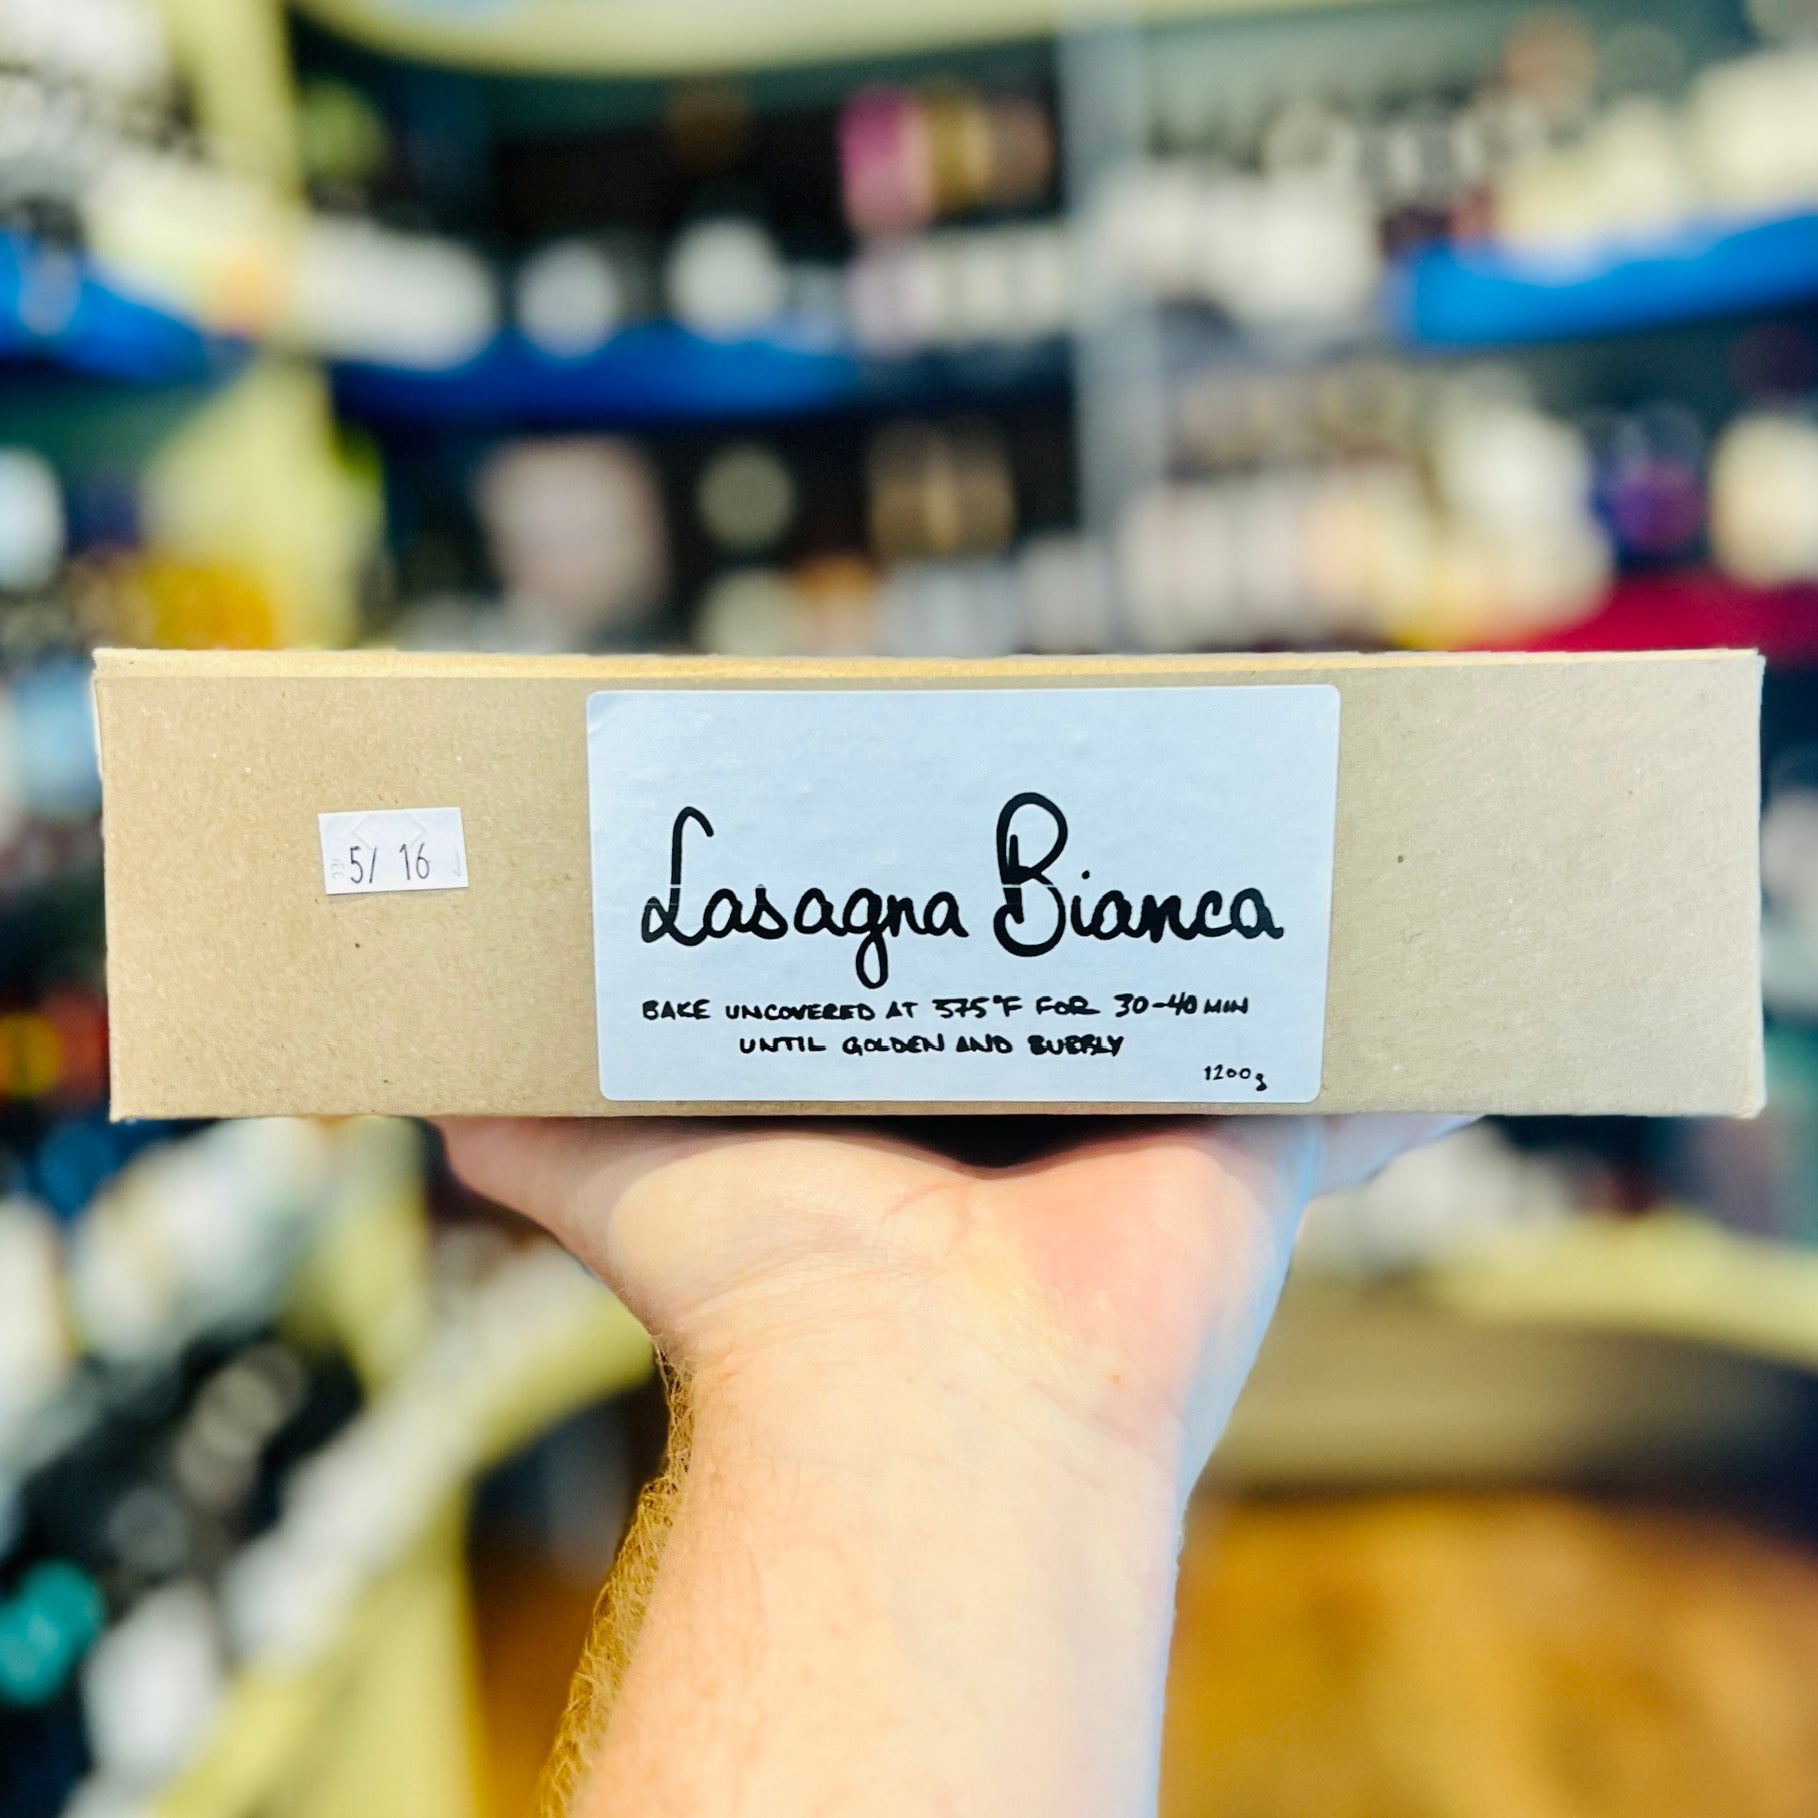 5/ 16
Lasagna Bianca
BAKE UNCOVERED AT 375°F FOR 30-40 MIN
UNTIL GOLDEN AND BUBBLY
1200g